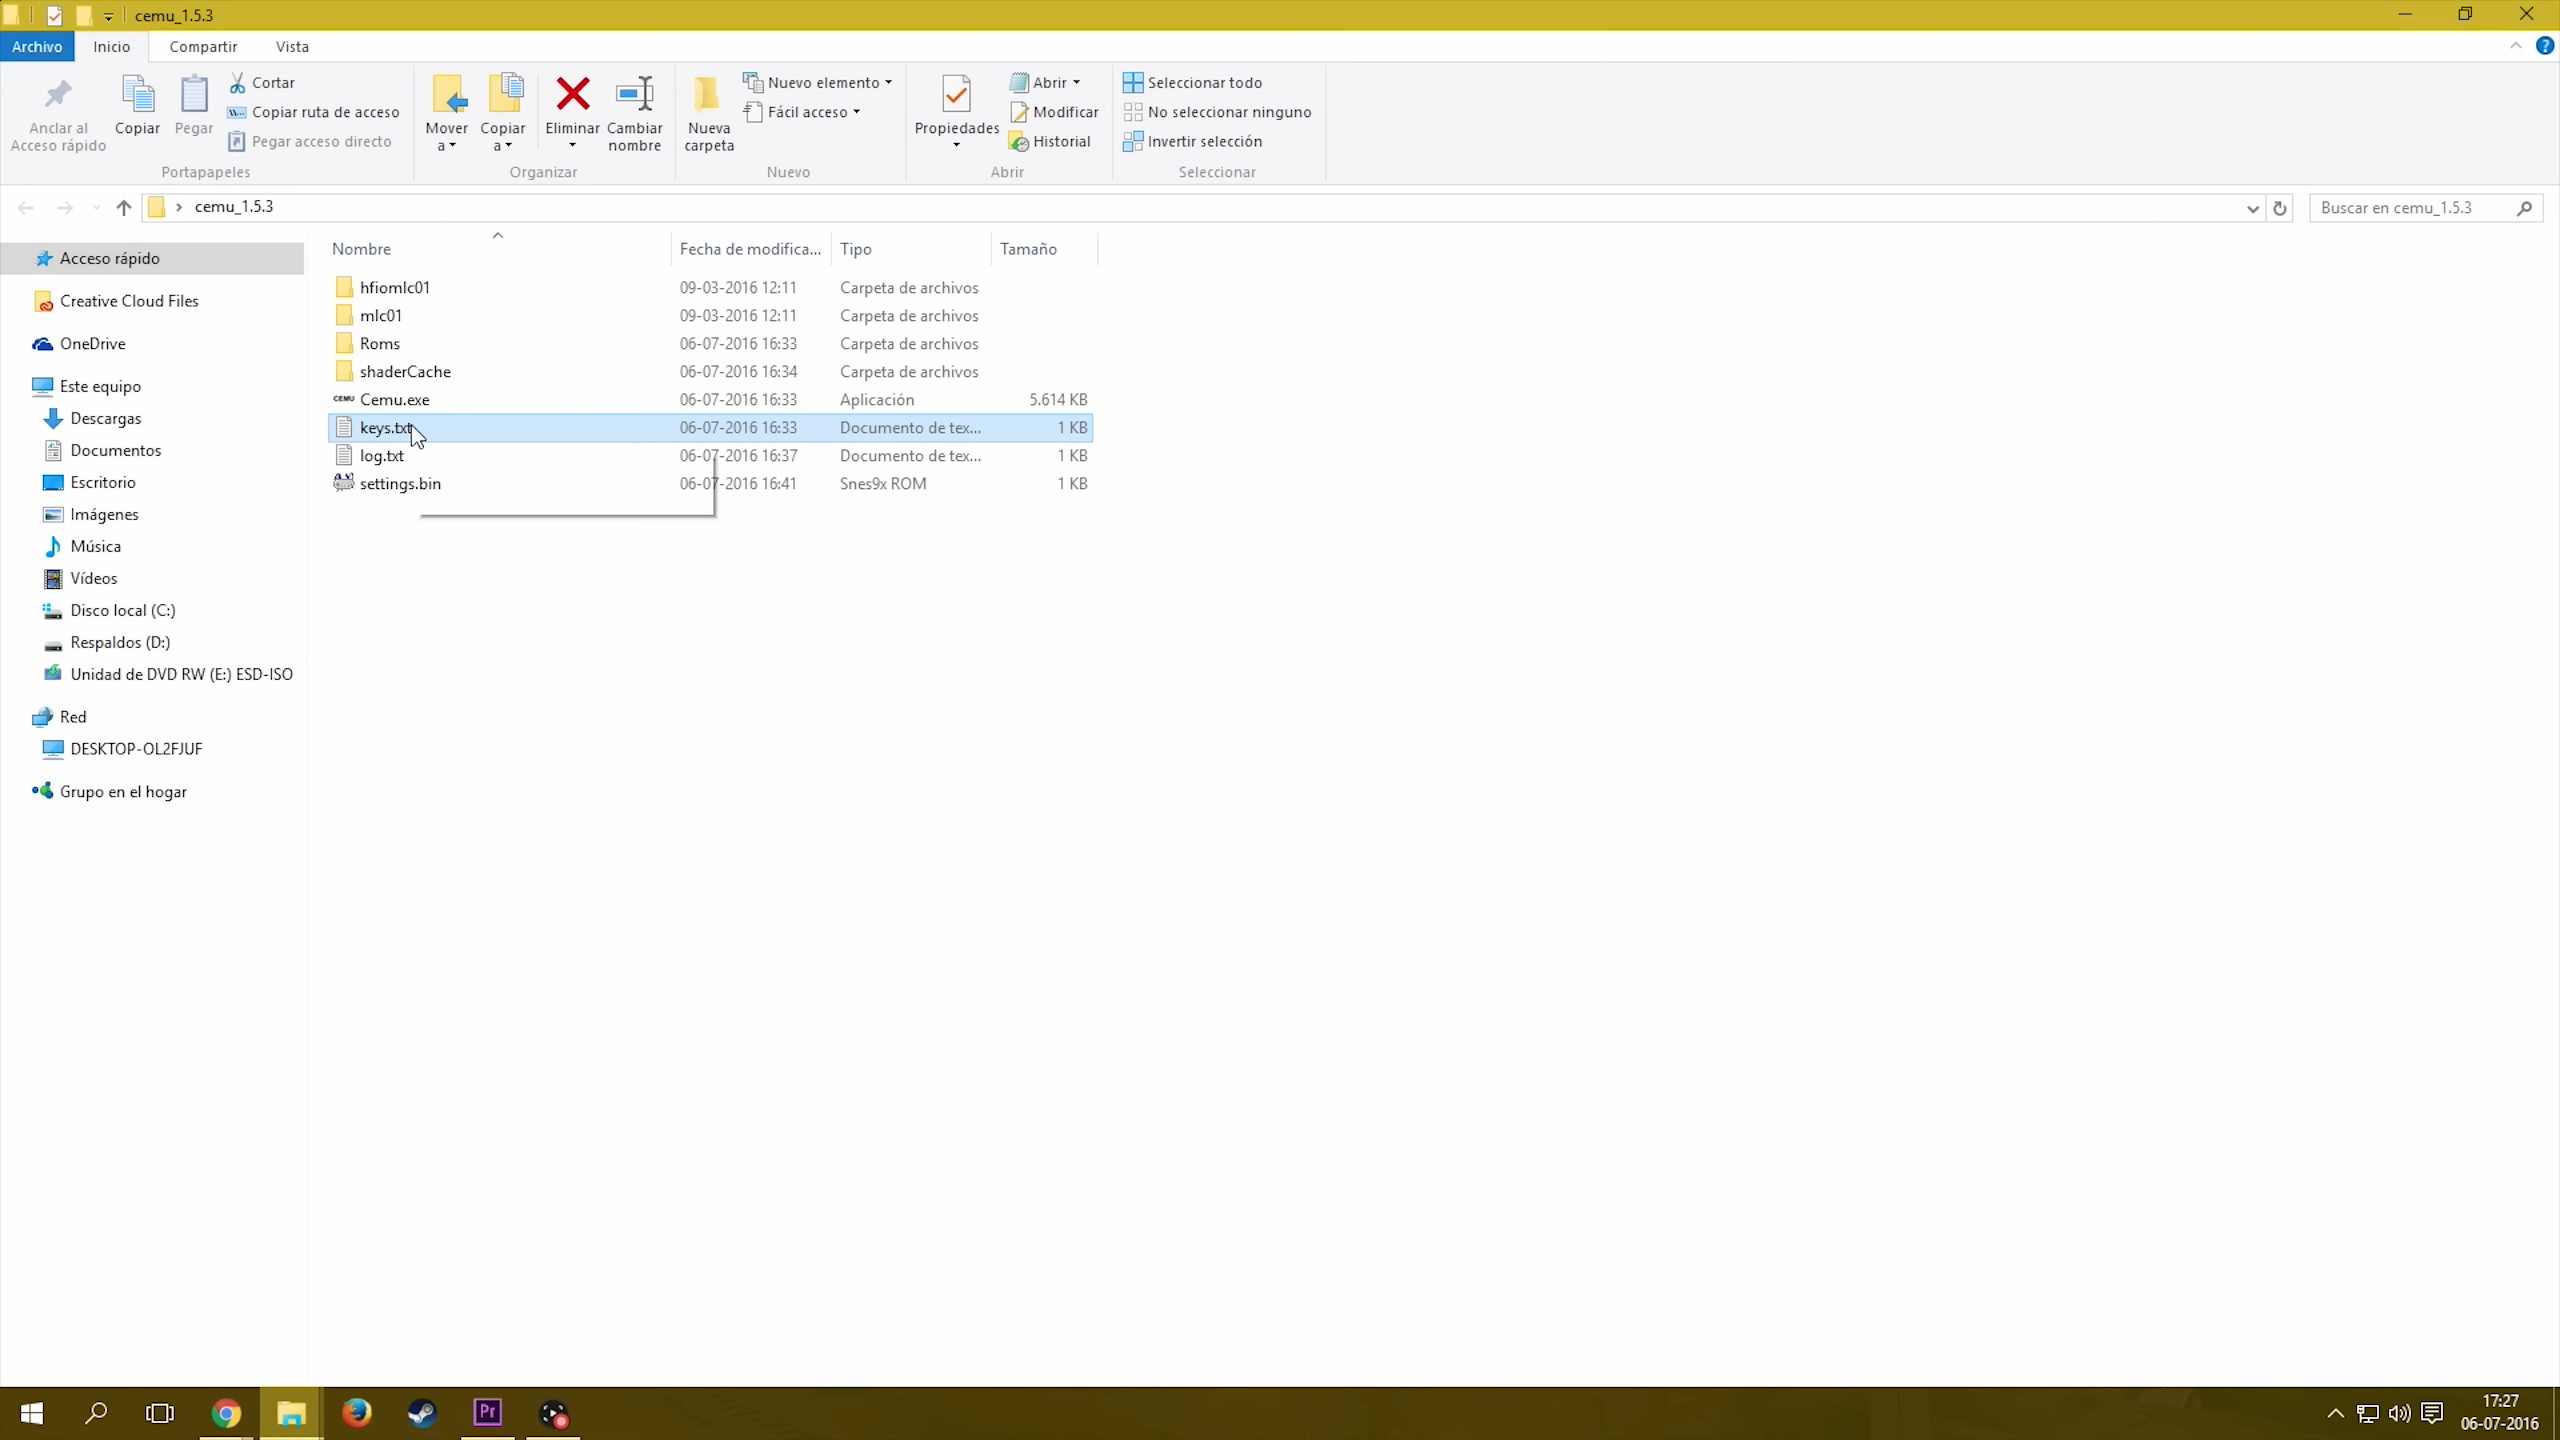 cemu_1.5.3
Archivo Inicio Compartir Vista
Anclar al Acceso rápido
Copiar
Pegar
Cortar
Copiar ruta de acceso
Pegar acceso directo
Portapapeles
Mover a
Copiar a
Eliminar
Cambiar nombre
Organizar
Nueva carpeta
Nuevo elemento
Fácil acceso
Nuevo
Propiedades
Abrir
Modificar
Historial
Abrir
Seleccionar todo
No seleccionar ninguno
Invertir selección
Seleccionar
cemu_1.5.3
Buscar en cemu_1.5.3
Acceso rápido
Creative Cloud Files
OneDrive
Este equipo
Descargas
Documentos
Escritorio
Imágenes
Música
Vídeos
Disco local (C:)
Respaldos (D:)
Unidad de DVD RW (E:) ESD-ISO
Red
DESKTOP-OL2FJUF
Grupo en el hogar
Nombre Fecha de modifica... Tipo Tamaño
hfiomlc01 09-03-2016 12:11 Carpeta de archivos
mlc01 09-03-2016 12:11 Carpeta de archivos
Roms 06-07-2016 16:33 Carpeta de archivos
shaderCache 06-07-2016 16:34 Carpeta de archivos
CEMU Cemu.exe 06-07-2016 16:33 Aplicación 5.614 KB
keys.txt 06-07-2016 16:33 Documento de tex... 1 KB
log.txt 06-07-2016 16:37 Documento de tex... 1 KB
settings.bin 06-07-2016 16:41 Snes9x ROM 1 KB
Pr
17:27
06-07-2016